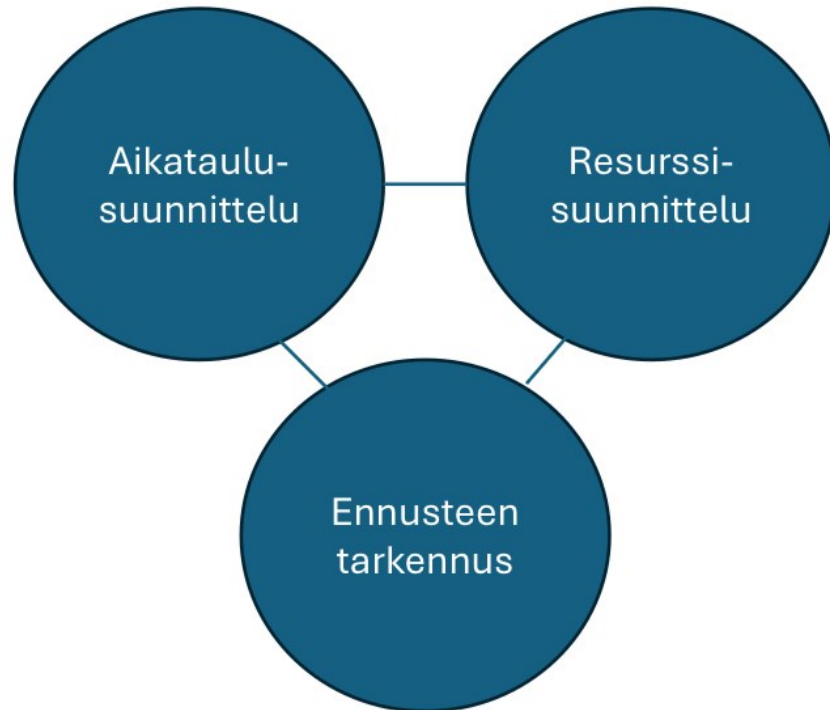 Aikataulu-
suunnittelu
Resurssi-
suunnittelu
Ennusteen
tarkennus